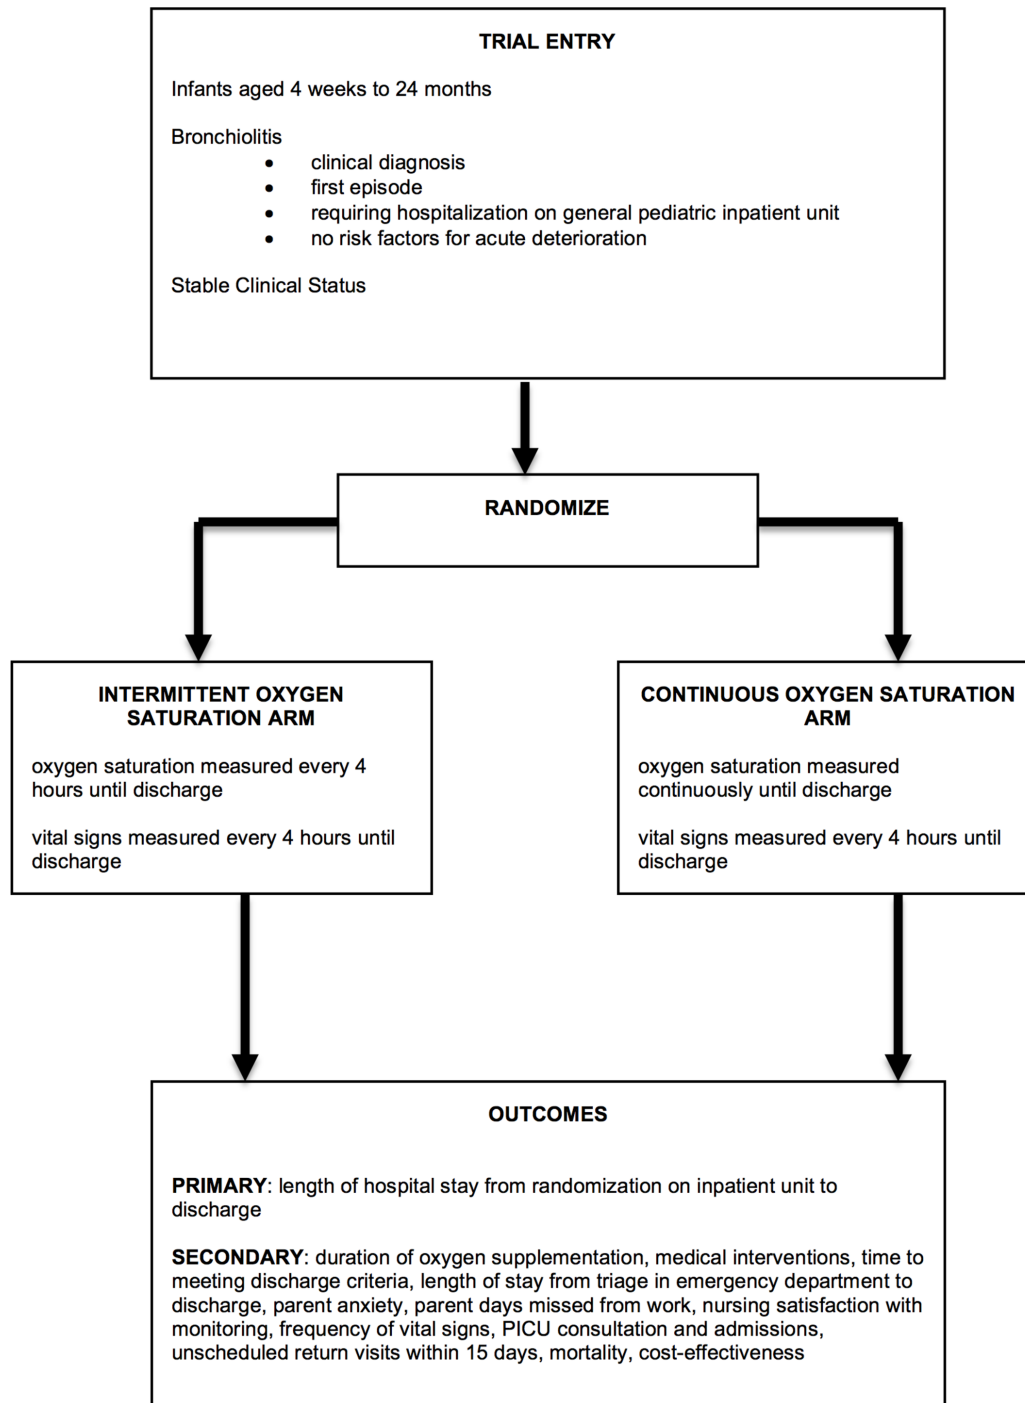 TRIAL ENTRY
Infants aged 4 weeks to 24 months
Bronchiolitis
• clinical diagnosis
• first episode
• requiring hospitalization on general pediatric inpatient unit
• no risk factors for acute deterioration
Stable Clinical Status
RANDOMIZE
INTERMITTENT OXYGEN
SATURATION ARM
oxygen saturation measured every 4
hours until discharge
vital signs measured every 4 hours until
discharge
CONTINUOUS OXYGEN SATURATION
ARM
oxygen saturation measured
continuously until discharge
vital signs measured every 4 hours until
discharge
OUTCOMES
PRIMARY: length of hospital stay from randomization on inpatient unit to
discharge
SECONDARY: duration of oxygen supplementation, medical interventions, time to
meeting discharge criteria, length of stay from triage in emergency department to
discharge, parent anxiety, parent days missed from work, nursing satisfaction with
monitoring, frequency of vital signs, PICU consultation and admissions,
unscheduled return visits within 15 days, mortality, cost-effectiveness